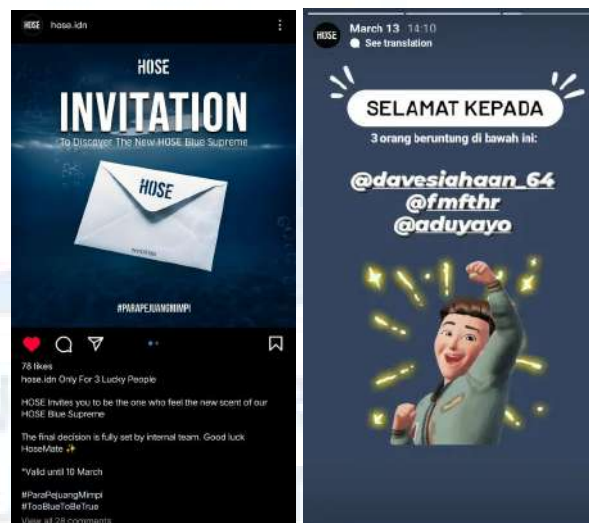 HOSE
hose.idn
HOSE
INVITATION
To Discover The New HOSE Blue Supreme
HOSE
INVITATION
#PARAPEJUANGMIMPI
78 likes
hose.idn Only For 3 Lucky People
HOSE Invites you to be the one who feel the new scent of our
HOSE Blue Supreme
The final decision is fully set by internal team. Good luck
HoseMate ✨
*Valid until 10 March
#ParaPejuangMimpi
#TooBlueToBeTrue
View all 28 comments
HOSE
March 13 14:10
See translation
SELAMAT KEPADA
3 orang beruntung di bawah ini:
@davesiahaan_64
@fmfthr
@aduyayo